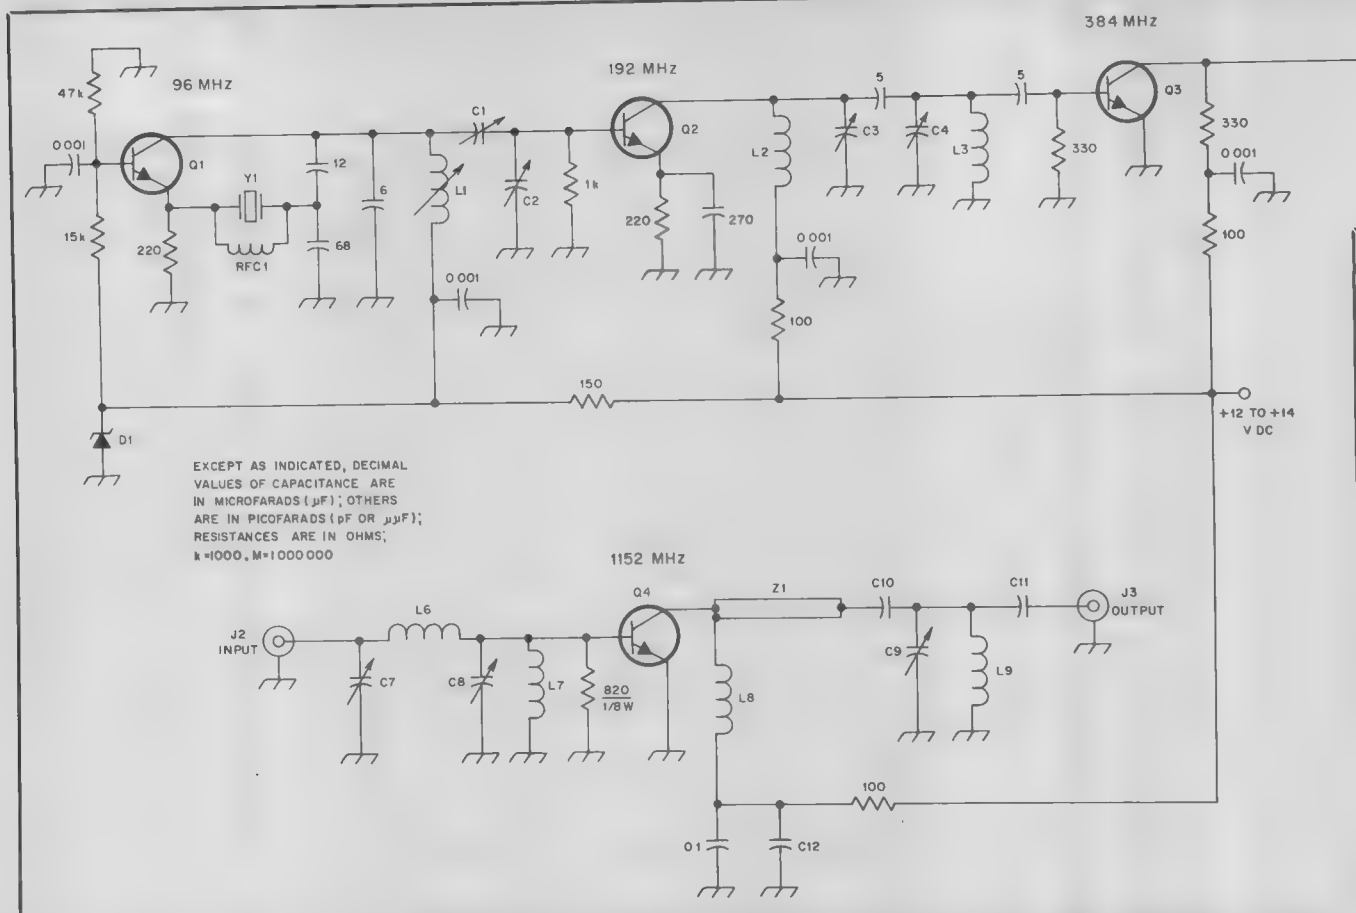 384 MHz
96 MHz
192 MHz
47k
0.001
Q1
Y1
12
6
L1
C1
C2
1k
Q2
L2
C3
5
C4
L3
5
330
Q3
330
0.001
100
15k
220
RFC1
68
0.001
220
270
0.001
100
150
+12 TO +14
V DC
D1
EXCEPT AS INDICATED, DECIMAL
VALUES OF CAPACITANCE ARE
IN MICROFARADS (µF); OTHERS
ARE IN PICOFARADS (pF OR µµF);
RESISTANCES ARE IN OHMS;
k=1000, M=1000000
1152 MHz
J2
INPUT
C7
L6
C8
L7
820
1/8W
Q4
Z1
L8
C10
C9
L9
C11
J3
OUTPUT
100
0.1
C12